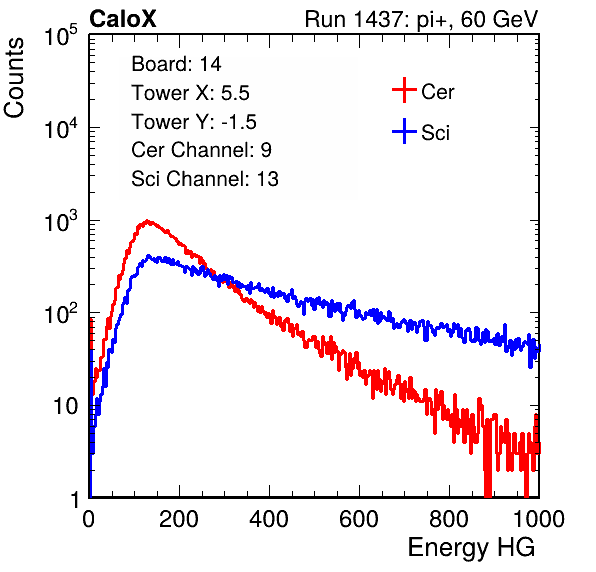 CaloX Run 1437: pi+, 60 GeV
Counts
Board: 14
Tower X: 5.5
Tower Y: -1.5
Cer Channel: 9
Sci Channel: 13
Cer
Sci
10^5
10^4
10^3
10^2
10
1
0 200 400 600 800 1000
Energy HG